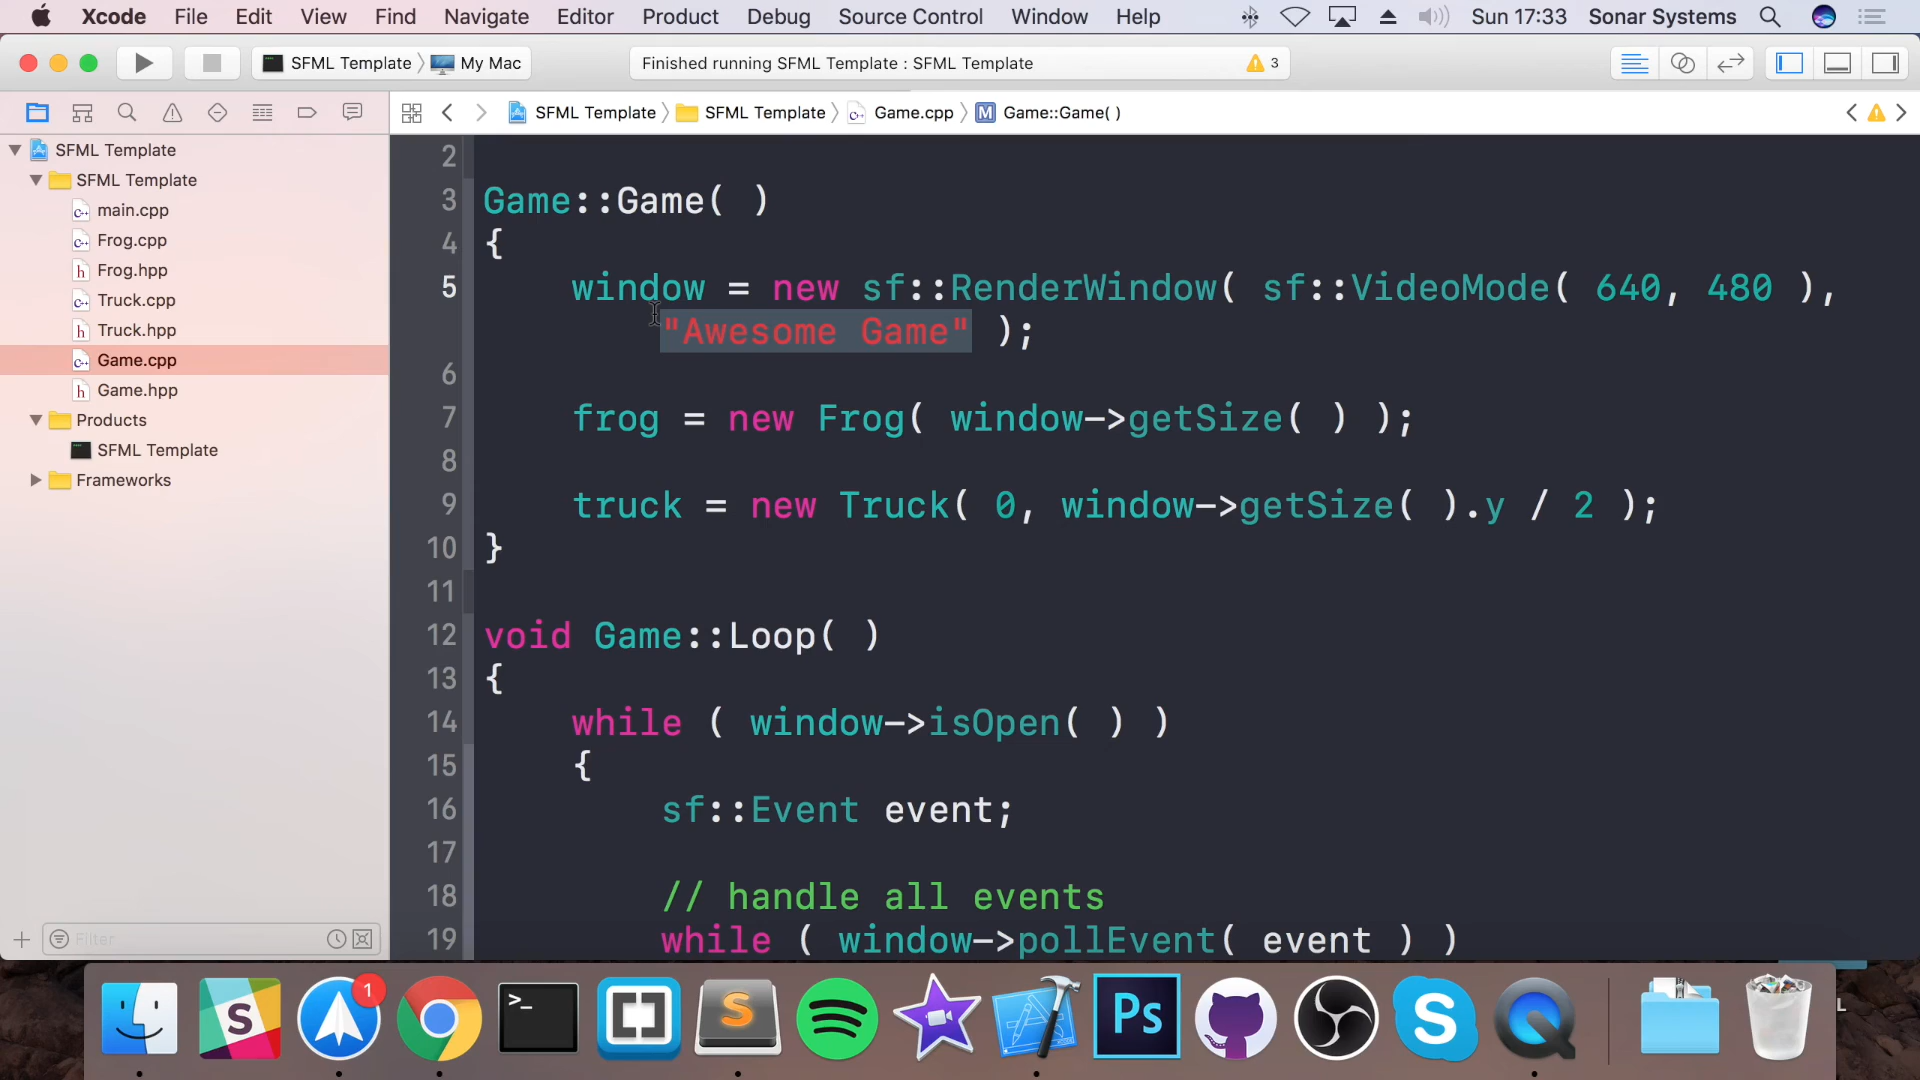 Xcode File Edit View Find Navigate Editor Product Debug Source Control Window Help Sun 17:33 Sonar Systems
SFML Template My Mac Finished running SFML Template : SFML Template 3
SFML Template SFML Template Game.cpp Game::Game( )
SFML Template
SFML Template
main.cpp
Frog.cpp
Frog.hpp
Truck.cpp
Truck.hpp
Game.cpp
Game.hpp
Products
SFML Template
Frameworks
Filter
2
3 Game::Game( )
4 {
5 window = new sf::RenderWindow( sf::VideoMode( 640, 480 ),
"Awesome Game" );
6
7 frog = new Frog( window->getSize( ) );
8
9 truck = new Truck( 0, window->getSize( ).y / 2 );
10 }
11
12 void Game::Loop( )
13 {
14 while ( window->isOpen( ) )
15 {
16 sf::Event event;
17
18 // handle all events
19 while ( window->pollEvent( event ) )
S 1 >_ S Ps S